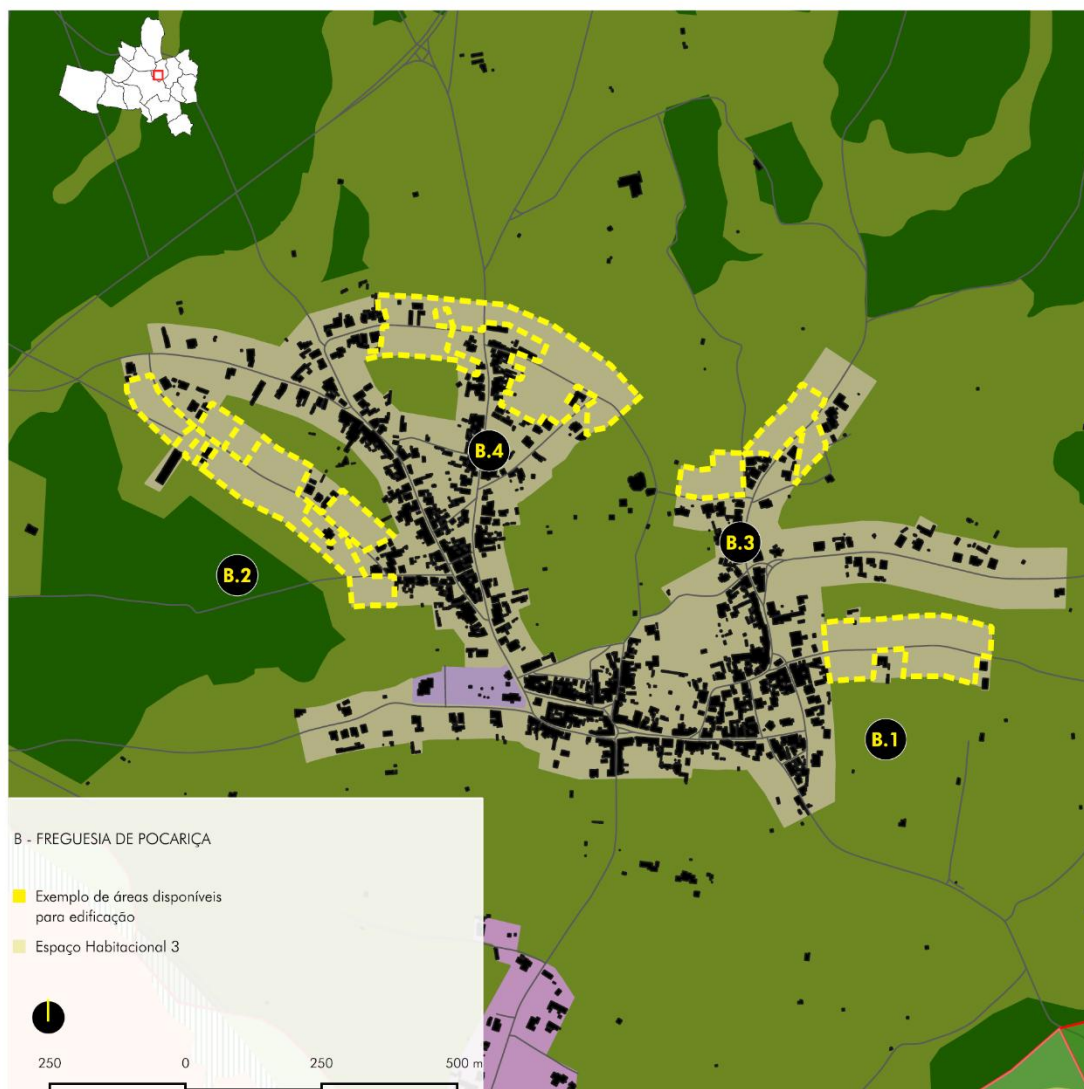 B.4
B.3
B.2
B.1
B - FREGUESIA DE POCARIÇA
Exemplo de áreas disponíveis
para edificação
Espaço Habitacional 3
250 0 250 500 m